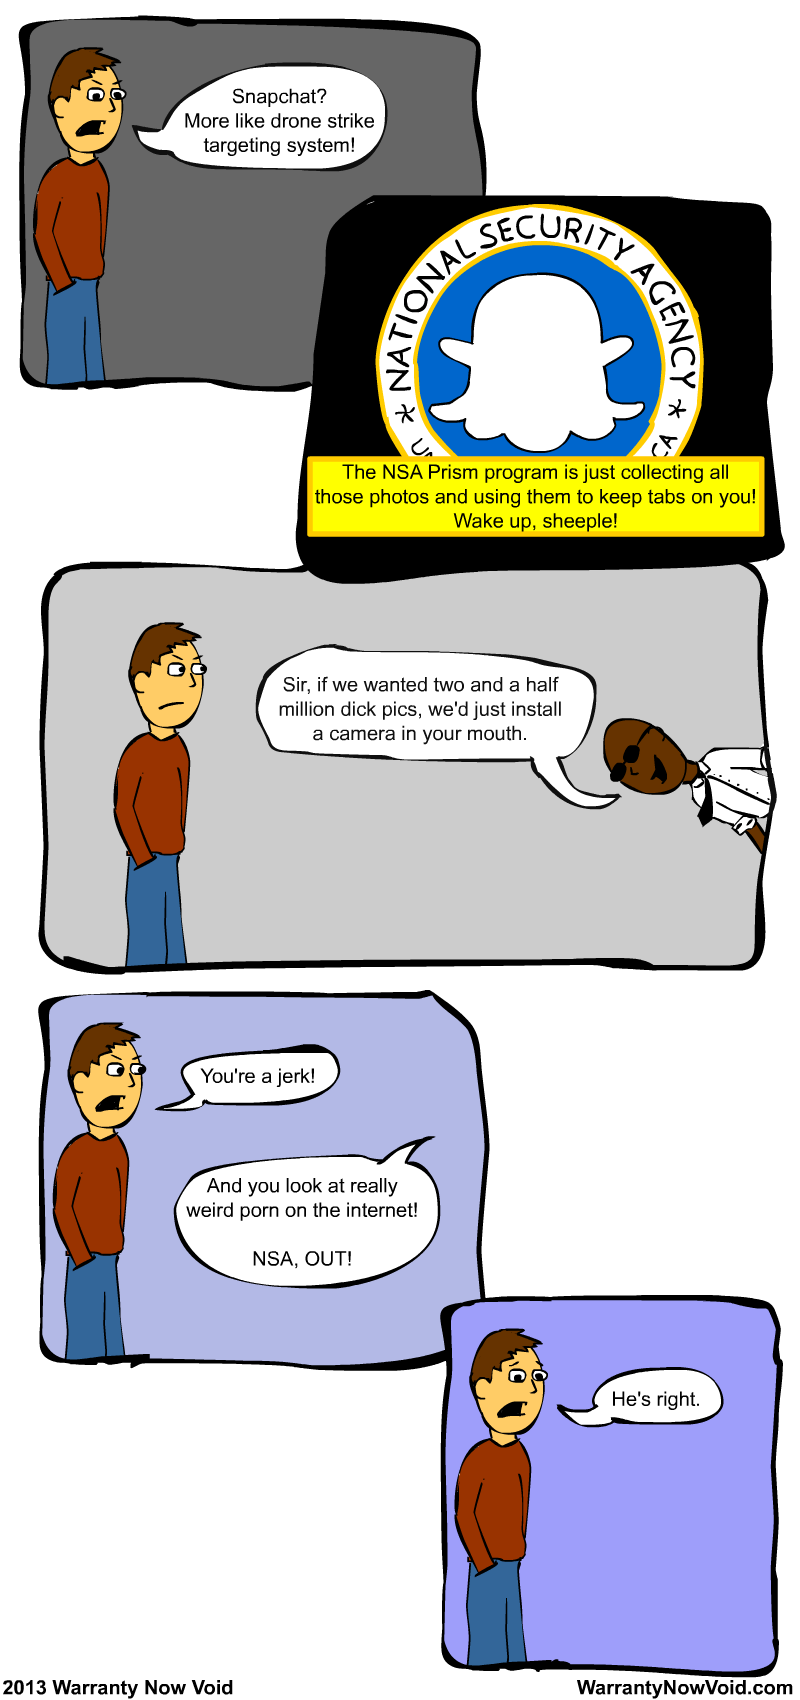 Snapchat?
More like drone strike
targeting system!
NATIONAL SECURITY AGENCY
The NSA Prism program is just collecting all
those photos and using them to keep tabs on you!
Wake up, sheeple!
Sir, if we wanted two and a half
million dick pics, we'd just install
a camera in your mouth.
You're a jerk!
And you look at really
weird porn on the internet!
NSA, OUT!
He's right.
2013 Warranty Now Void
WarrantyNowVoid.com